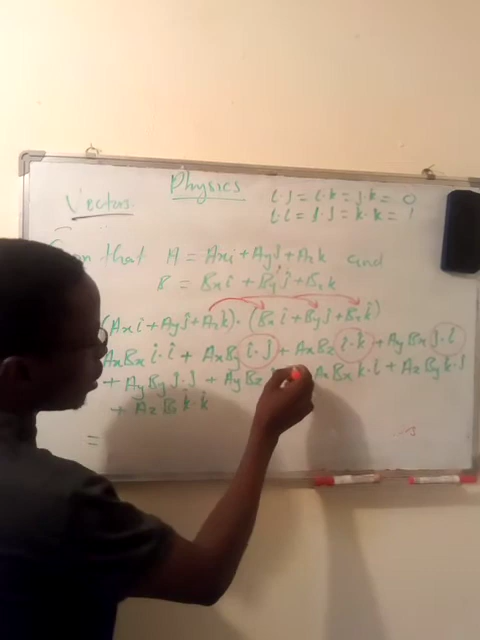 Physics
Vectors
i·j = i·k = j·k = 0
i·i = j·j = k·k = 1
that A = Axi + Ayj + Azk and
B = Bxi + Byj + Bzk
(Axi + Ayj + Azk) · (Bxi + Byj + Bzk)
AxBx i·i + AxBy i·j + AxBz i·k + AyBx j·i
+ AyBy j·j + AyBz AzBx k·i + AzBy k·j
+ AzBz k·k
=